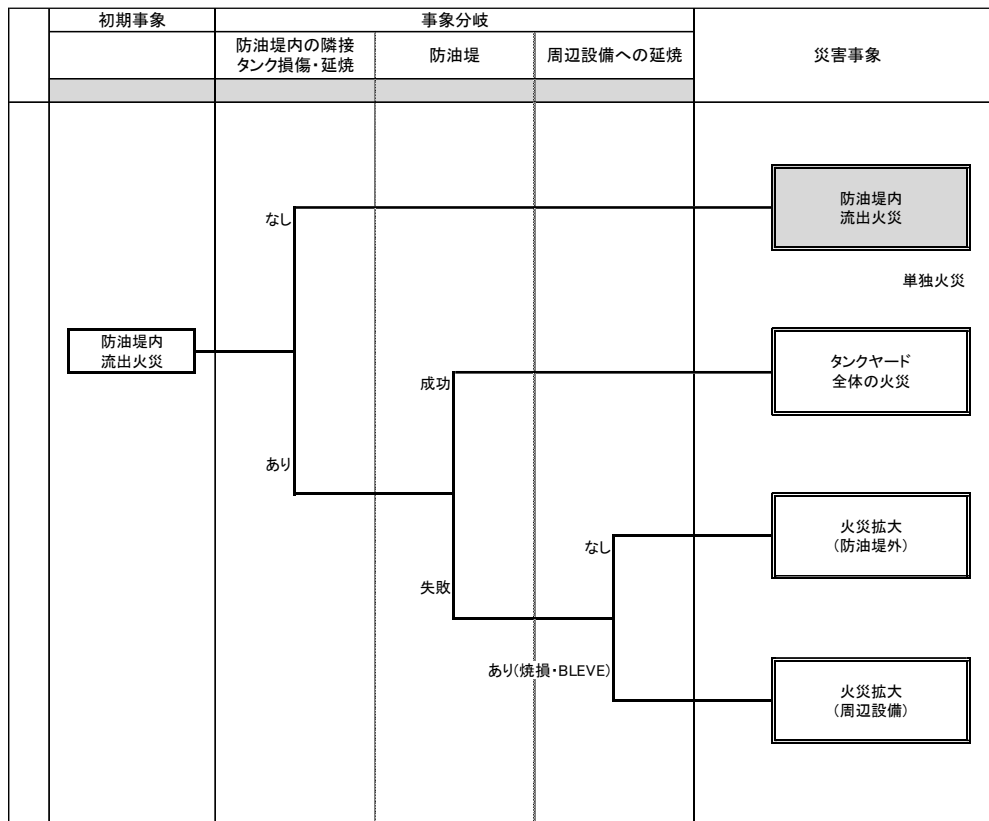 初期事象
事象分岐
災害事象
防油堤内の隣接
タンク損傷・延焼
防油堤
周辺設備への延焼
なし
防油堤内
流出火災
単独火災
防油堤内
流出火災
成功
タンクヤード
全体の火災
あり
なし
火災拡大
(防油堤外)
失敗
あり(焼損・BLEVE)
火災拡大
(周辺設備)